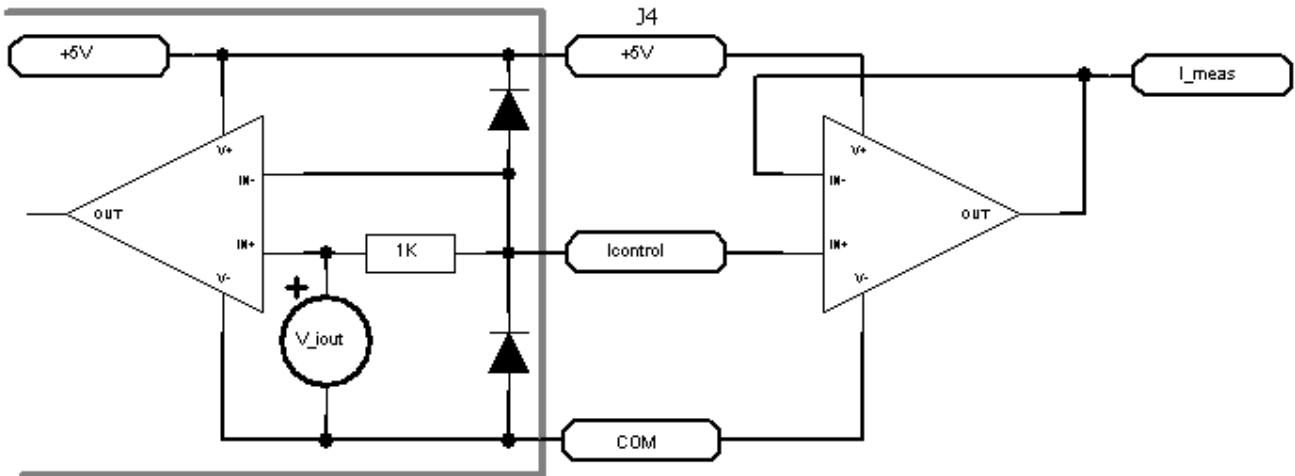 J4
+5V
+5V
I_meas
V+
IN-
OUT
IN+
V-
1K
+
V_iout
Icontrol
V+
IN-
OUT
IN+
V-
COM